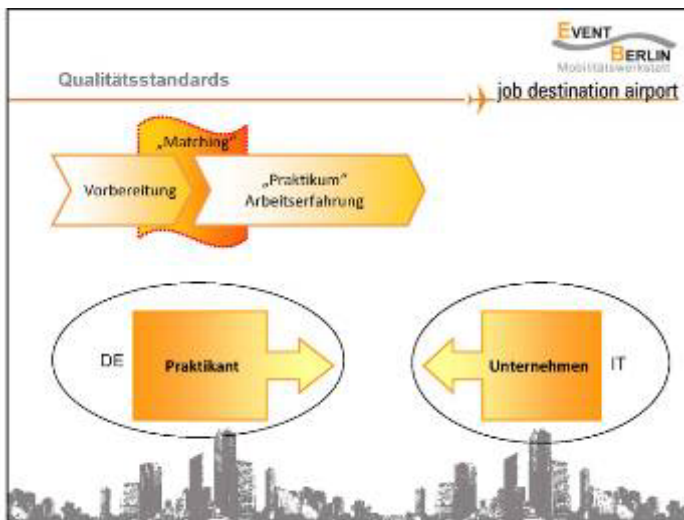 EVENT
BERLIN
Mobilitätswerkstatt
Qualitätsstandards
job destination airport
„Matching“
Vorbereitung
„Praktikum“
Arbeitserfahrung
DE
Praktikant
Unternehmen
IT